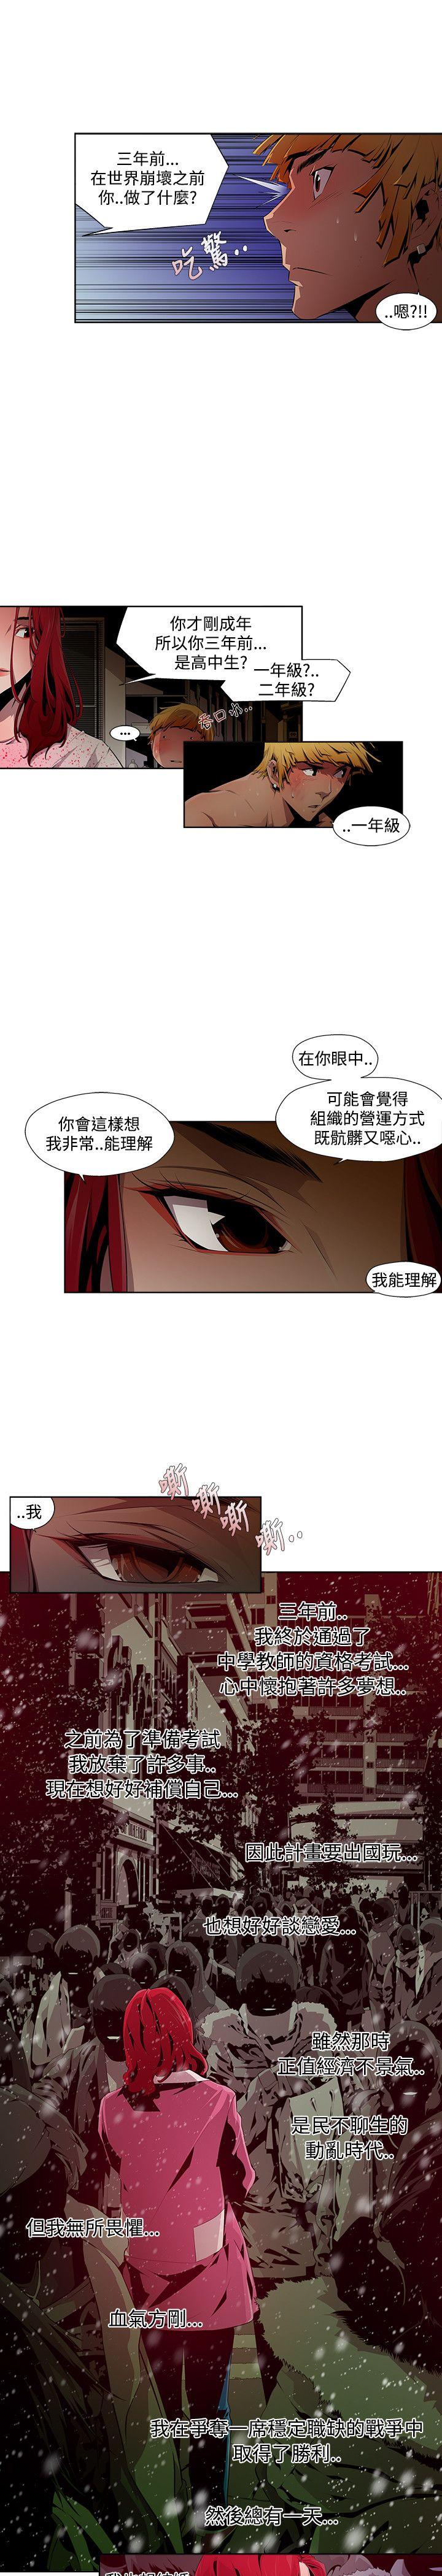 三年前...
在世界崩壞之前
你..做了什麼?
吃驚..
..嗯?!!
你才剛成年
所以你三年前...
是高中生?
一年級?..
二年級?
...
吞口水..
..一年級
在你眼中..
可能會覺得
組織的營運方式
既骯髒又噁心..
你會這樣想
我非常..能理解
我能理解
..我
嘶嘶嘶嘶..
三年前..
我終於通過了
中學教師的資格考試...
心中懷抱著許多夢想..
之前為了準備考試
我放棄了許多事..
現在想好好補償自己...
因此計畫要出國玩...
也想好好談戀愛...
雖然那時
正值經濟不景氣..
是民不聊生的
動亂時代..
但我無所畏懼...
血氣方剛...
我在爭奪一席穩定職缺的戰爭中
取得了勝利..
然後總有一天...